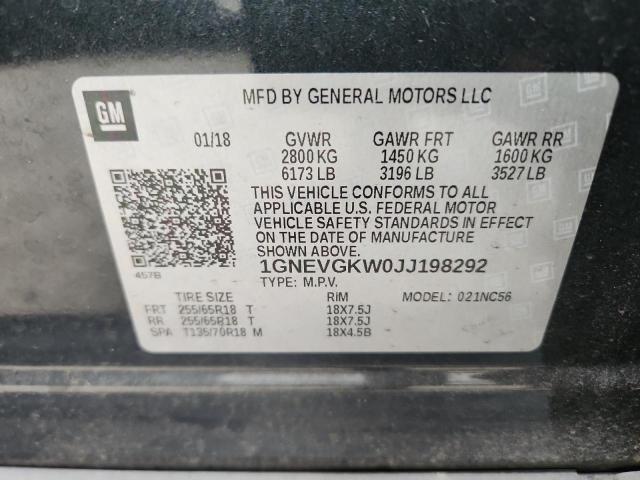 GM
MFD BY GENERAL MOTORS LLC
01/18 GVWR GAWR FRT GAWR RR
2800 KG 1450 KG 1600 KG
6173 LB 3196 LB 3527 LB
THIS VEHICLE CONFORMS TO ALL
APPLICABLE U.S. FEDERAL MOTOR
VEHICLE SAFETY STANDARDS IN EFFECT
ON THE DATE OF MANUFACTURE
1GNEVGKW0JJ198292
457B TYPE: M.P.V.
TIRE SIZE RIM MODEL: 021NC56
FRT 255/65R18 T 18X7.5J
RR 255/65R18 T 18X7.5J
SPA T135/70R18 M 18X4.5B